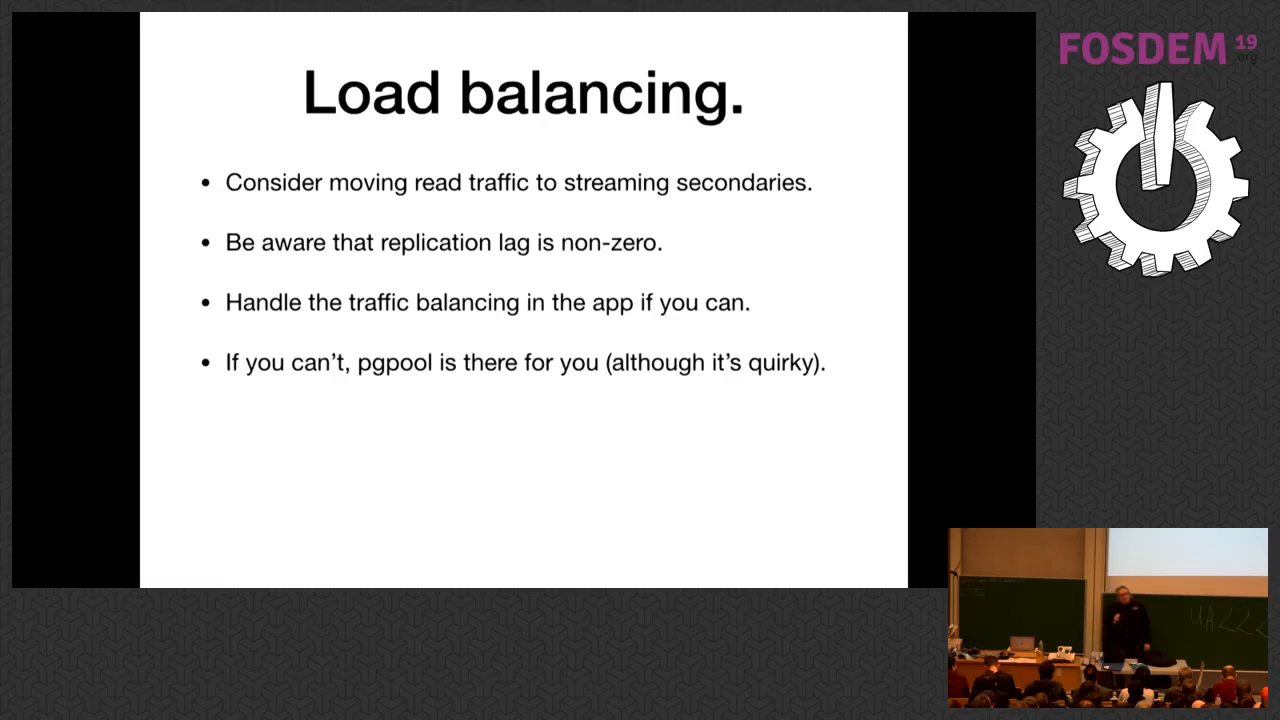 Load balancing.
• Consider moving read traffic to streaming secondaries.
• Be aware that replication lag is non-zero.
• Handle the traffic balancing in the app if you can.
• If you can’t, pgpool is there for you (although it’s quirky).
FOSDEM 19
.org